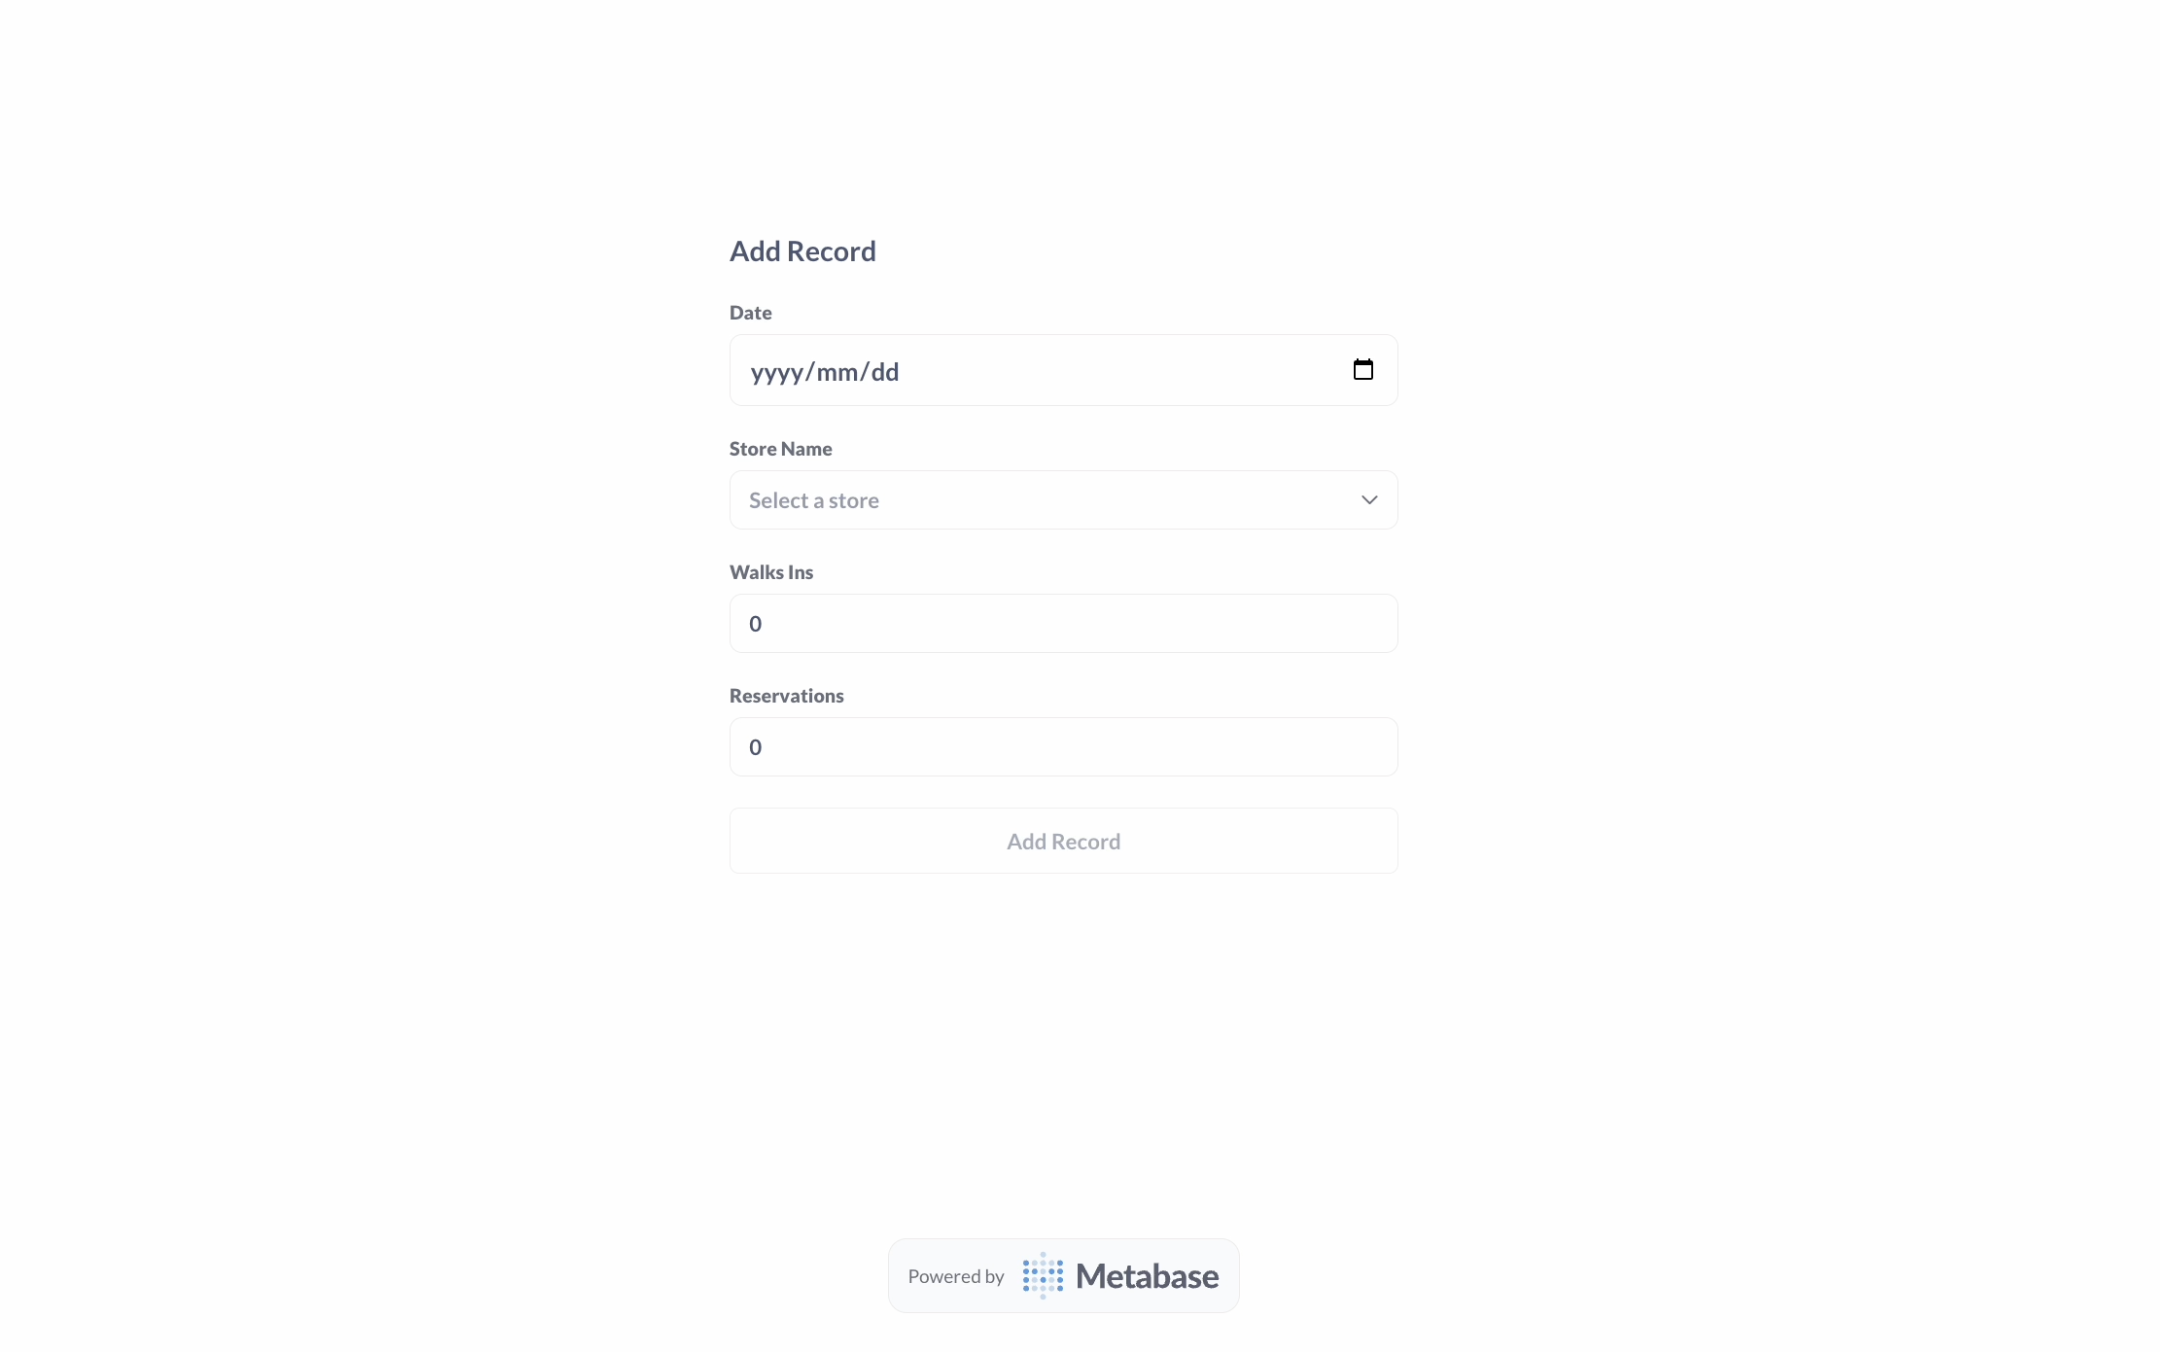 Add Record
Date
yyyy/mm/dd
Store Name
Select a store
Walks Ins
0
Reservations
0
Add Record
Powered by Metabase